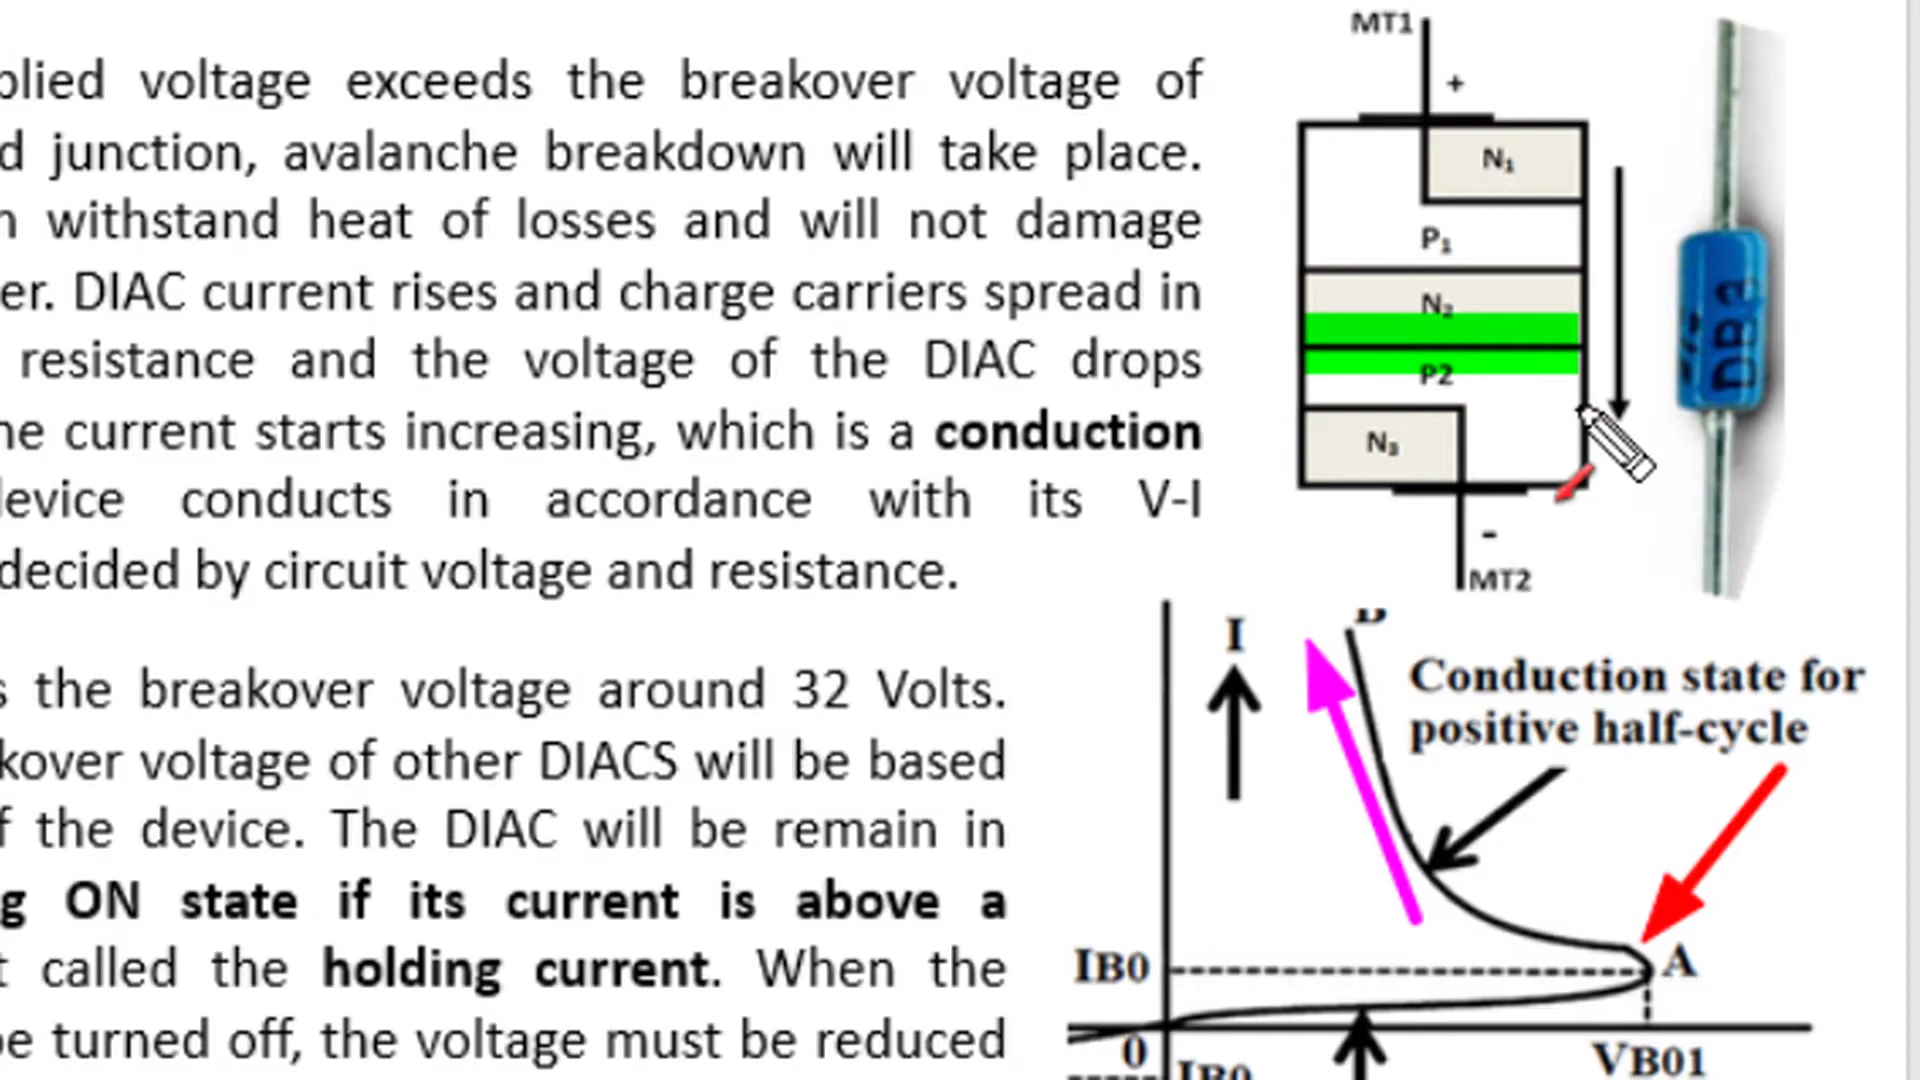 plied voltage exceeds the breakover voltage of
d junction, avalanche breakdown will take place.
n withstand heat of losses and will not damage
er. DIAC current rises and charge carriers spread in
resistance and the voltage of the DIAC drops
he current starts increasing, which is a conduction
levice conducts in accordance with its V-I
decided by circuit voltage and resistance.
s the breakover voltage around 32 Volts.
kover voltage of other DIACS will be based
f the device. The DIAC will be remain in
g ON state if its current is above a
t called the holding current. When the
be turned off, the voltage must be reduced
MT1
+
N1
P1
N2
P2
N3
-
MT2
DB3
I
B
Conduction state for
positive half-cycle
IB0
A
0
VB01
IB0